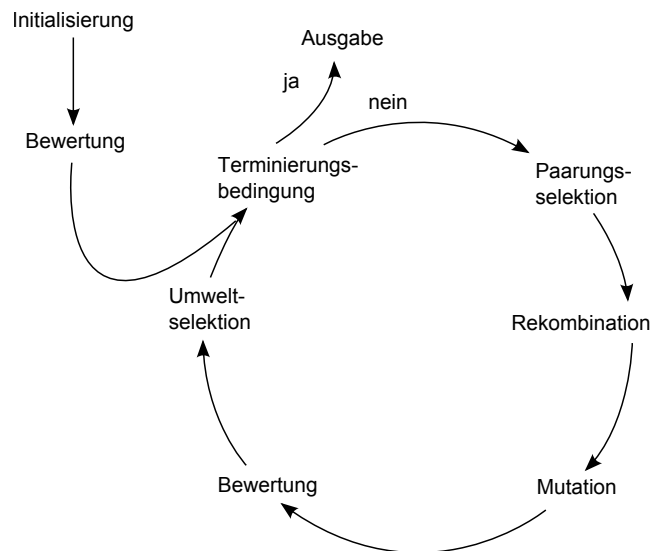 Initialisierung
Ausgabe
ja
nein
Bewertung
Terminierungs-
bedingung
Paarungs-
selektion
Umwelt-
selektion
Rekombination
Bewertung
Mutation